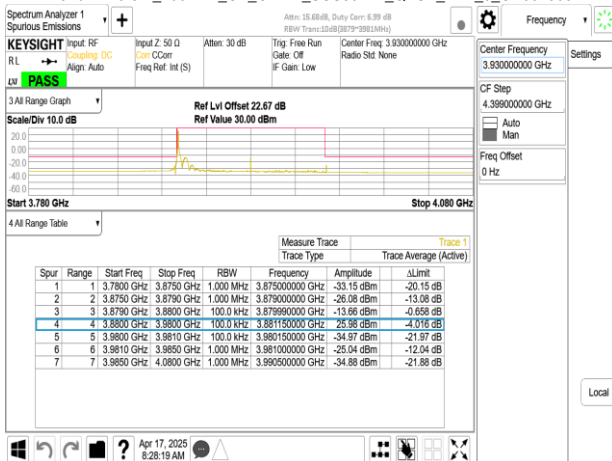 Spectrum Analyzer 1
Spurious Emissions
Attn: 15.68dB, Duty Corr: 6.99 dB
RBW Trans:10dB(3879~3981MHz)
Frequency
KEYSIGHT
Input: RF
Input Z: 50 Ω
Atten: 30 dB
Trig: Free Run
Center Freq: 3.930000000 GHz
RL
Coupling: DC
Corr CCorr
Gate: Off
Radio Std: None
Align: Auto
Freq Ref: Int (S)
IF Gain: Low
LXI
PASS
Center Frequency
3.930000000 GHz
Settings
CF Step
4.399000000 GHz
Auto
Man
Freq Offset
0 Hz
3 All Range Graph
Ref Lvl Offset 22.67 dB
Scale/Div 10.0 dB
Ref Value 30.00 dBm
20.0
0.00
-20.0
-40.0
-60.0
Start 3.780 GHz
Stop 4.080 GHz
4 All Range Table
Measure Trace
Trace 1
Trace Type
Trace Average (Active)
Spur Range Start Freq Stop Freq RBW Frequency Amplitude ΔLimit
1 1 3.7800 GHz 3.8750 GHz 1.000 MHz 3.875000000 GHz -33.15 dBm -20.15 dB
2 2 3.8750 GHz 3.8790 GHz 1.000 MHz 3.879000000 GHz -26.08 dBm -13.08 dB
3 3 3.8790 GHz 3.8800 GHz 100.0 kHz 3.879990000 GHz -13.66 dBm -0.658 dB
4 4 3.8800 GHz 3.9800 GHz 100.0 kHz 3.881150000 GHz 25.98 dBm -4.016 dB
5 5 3.9800 GHz 3.9810 GHz 100.0 kHz 3.980150000 GHz -34.97 dBm -21.97 dB
6 6 3.9810 GHz 3.9850 GHz 1.000 MHz 3.981000000 GHz -25.04 dBm -12.04 dB
7 7 3.9850 GHz 4.0800 GHz 1.000 MHz 3.990500000 GHz -34.88 dBm -21.88 dB
Local
?
Apr 17, 2025
8:28:19 AM